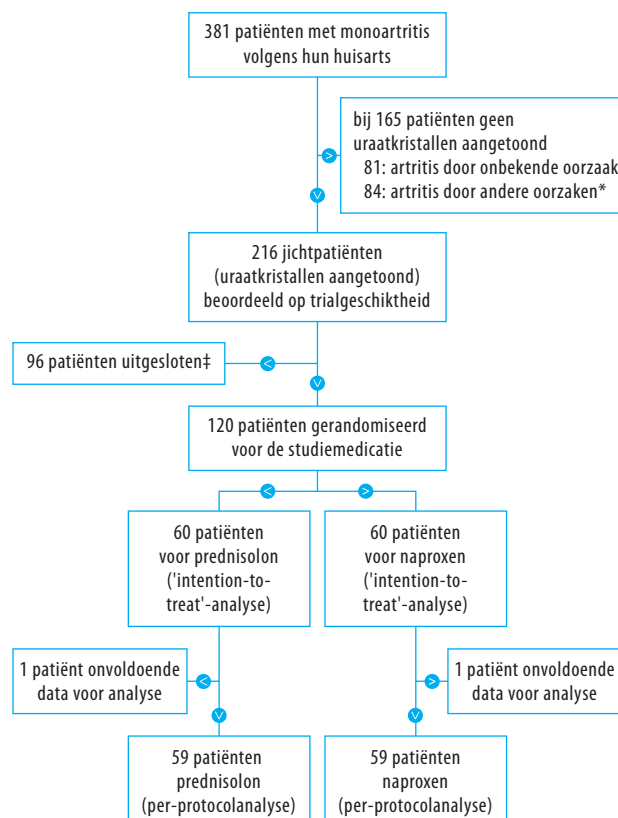 381 patiënten met monoartritis
volgens hun huisarts
bij 165 patiënten geen
uraatkristallen aangetoond
81: artritis door onbekende oorzaak
84: artritis door andere oorzaken*
216 jichtpatiënten
(uraatkristallen aangetoond)
beoordeeld op trialgeschiktheid
96 patiënten uitgesloten‡
120 patiënten gerandomiseerd
voor de studiemedicatie
60 patiënten
voor prednisolon
('intention-to-
treat'-analyse)
60 patiënten
voor naproxen
('intention-to-
treat'-analyse)
1 patiënt onvoldoende
data voor analyse
1 patiënt onvoldoende
data voor analyse
59 patiënten
prednisolon
(per-protocolanalyse)
59 patiënten
naproxen
(per-protocolanalyse)